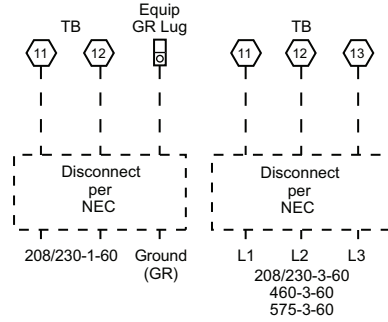 Equip
TB GR Lug TB
11 12 11 12 13
Disconnect
per
NEC
Disconnect
per
NEC
208/230-1-60 Ground
(GR)
L1 L2 L3
208/230-3-60
460-3-60
575-3-60